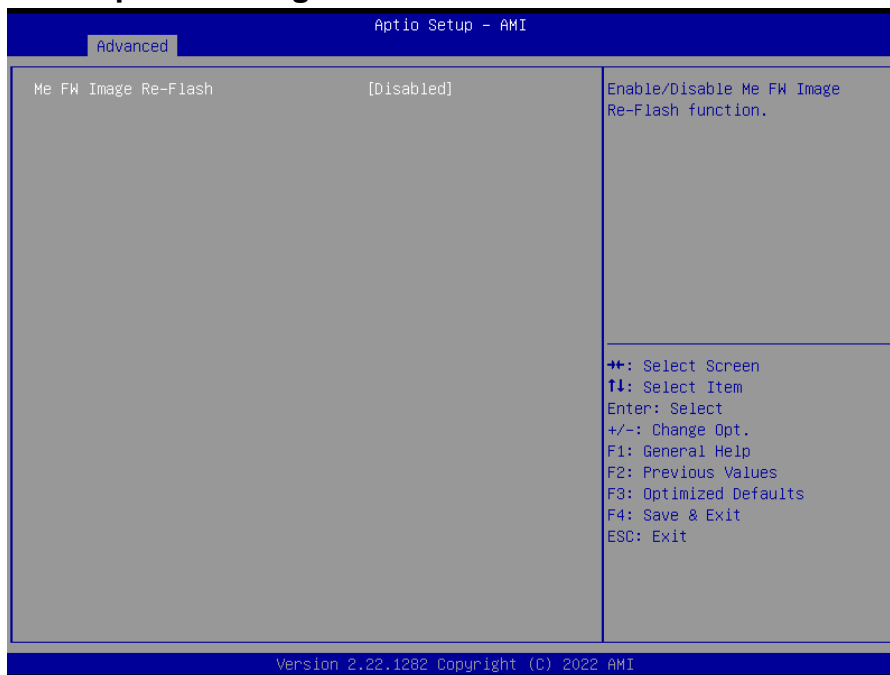 Aptio Setup - AMI
Advanced
Me FW Image Re-Flash [Disabled]
Enable/Disable Me FW Image
Re-Flash function.
→←: Select Screen
↑↓: Select Item
Enter: Select
+/-: Change Opt.
F1: General Help
F2: Previous Values
F3: Optimized Defaults
F4: Save & Exit
ESC: Exit
Version 2.22.1282 Copyright (C) 2022 AMI